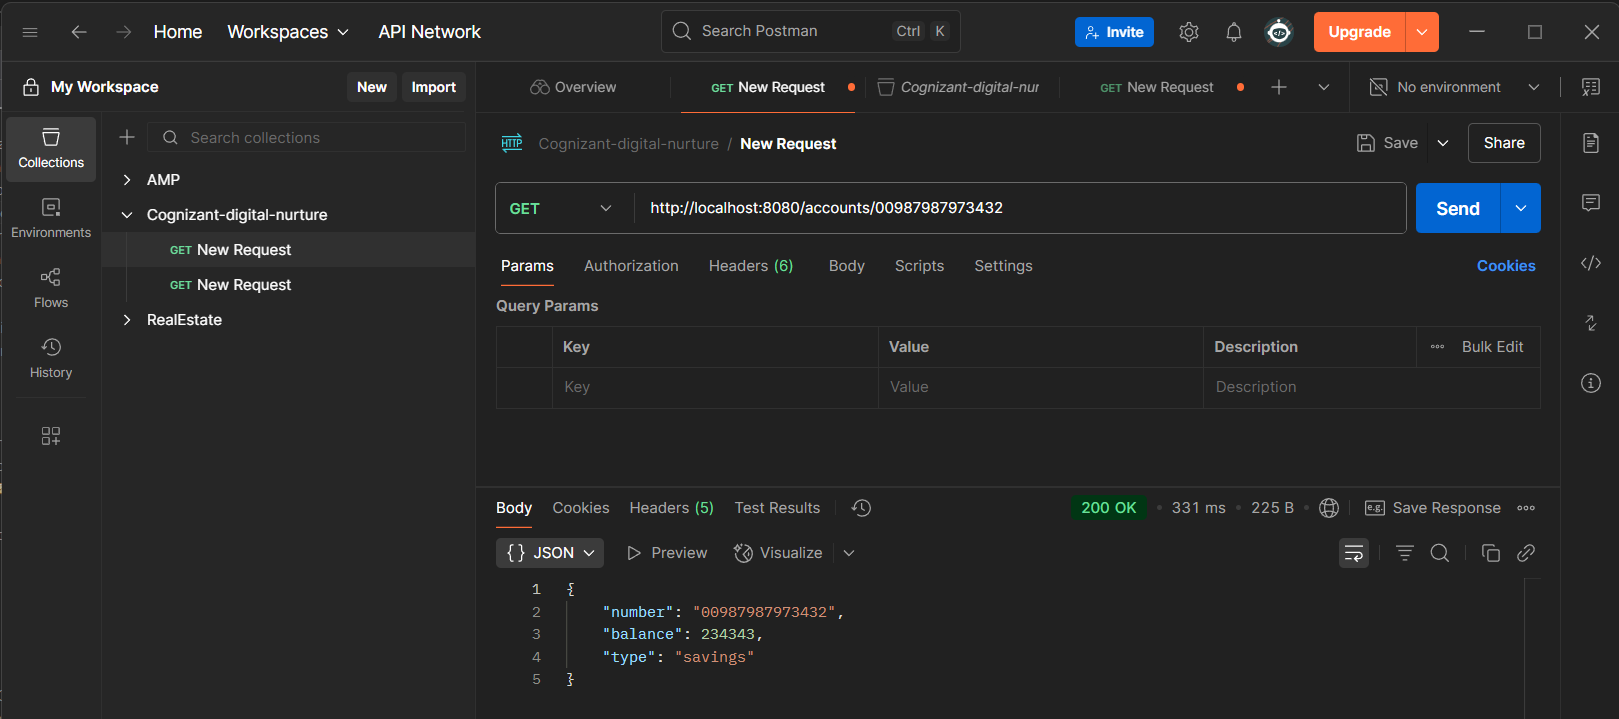 Home Workspaces API Network Search Postman Ctrl K Invite Upgrade
My Workspace New Import Overview GET New Request Cognizant-digital-nur GET New Request No environment
Collections
Environments
Flows
History
Search collections
AMP
Cognizant-digital-nurture
GET New Request
GET New Request
RealEstate
HTTP Cognizant-digital-nurture / New Request Save Share
GET http://localhost:8080/accounts/00987987973432 Send
Params Authorization Headers (6) Body Scripts Settings Cookies
Query Params
Key Value Description Bulk Edit
Key Value Description
Body Cookies Headers (5) Test Results 200 OK • 331 ms • 225 B • e.g. Save Response
{} JSON Preview Visualize
1 {
2 "number": "00987987973432",
3 "balance": 234343,
4 "type": "savings"
5 }